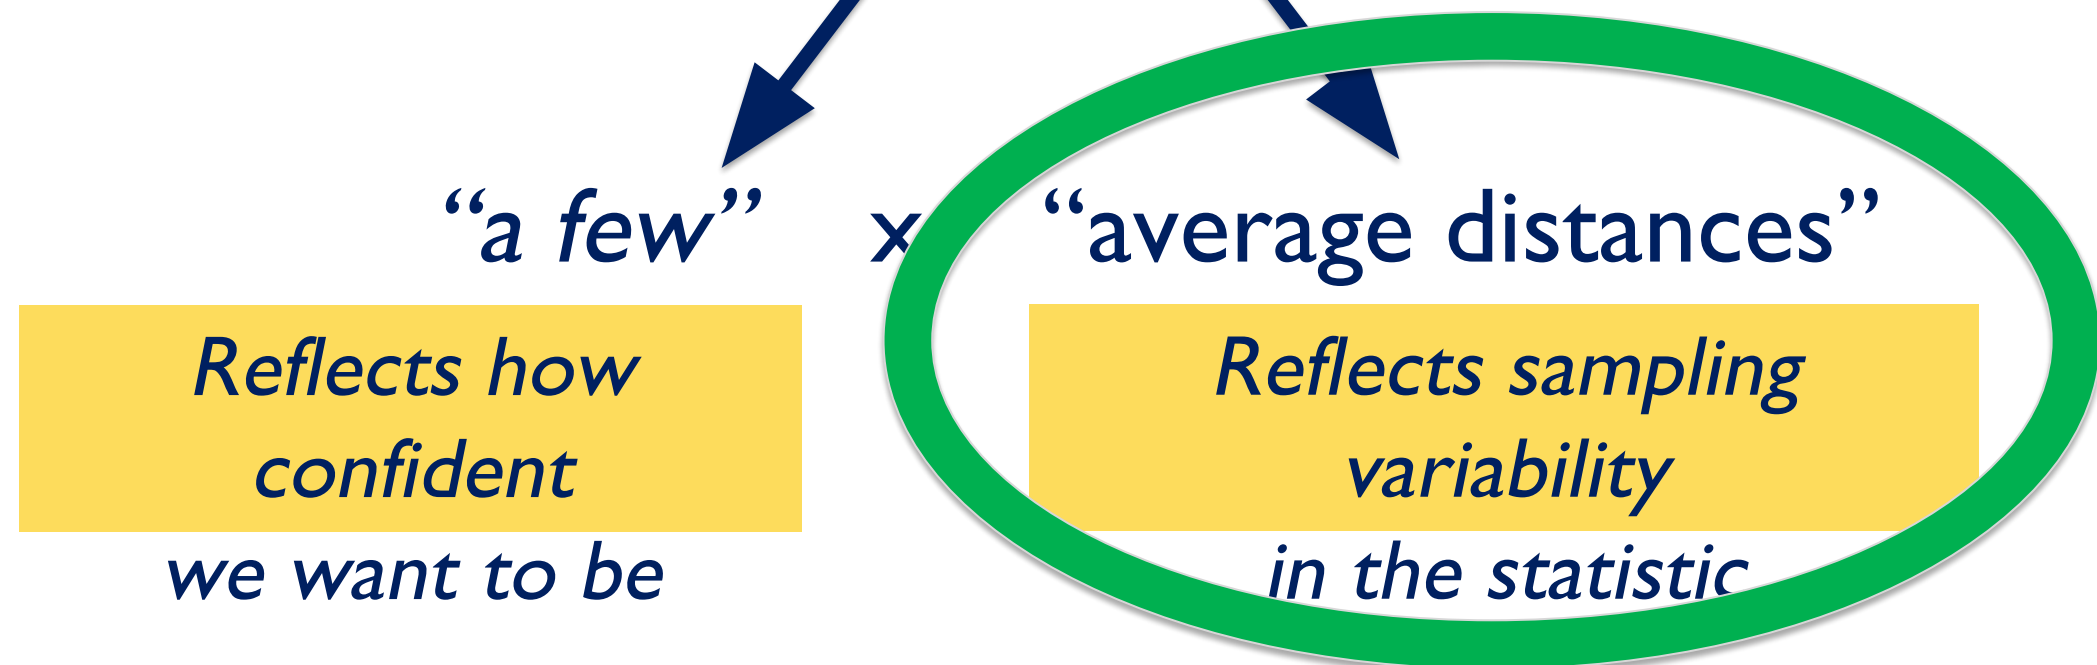 “a few” x “average distances”
Reflects how
confident
we want to be
Reflects sampling
variability
in the statistic